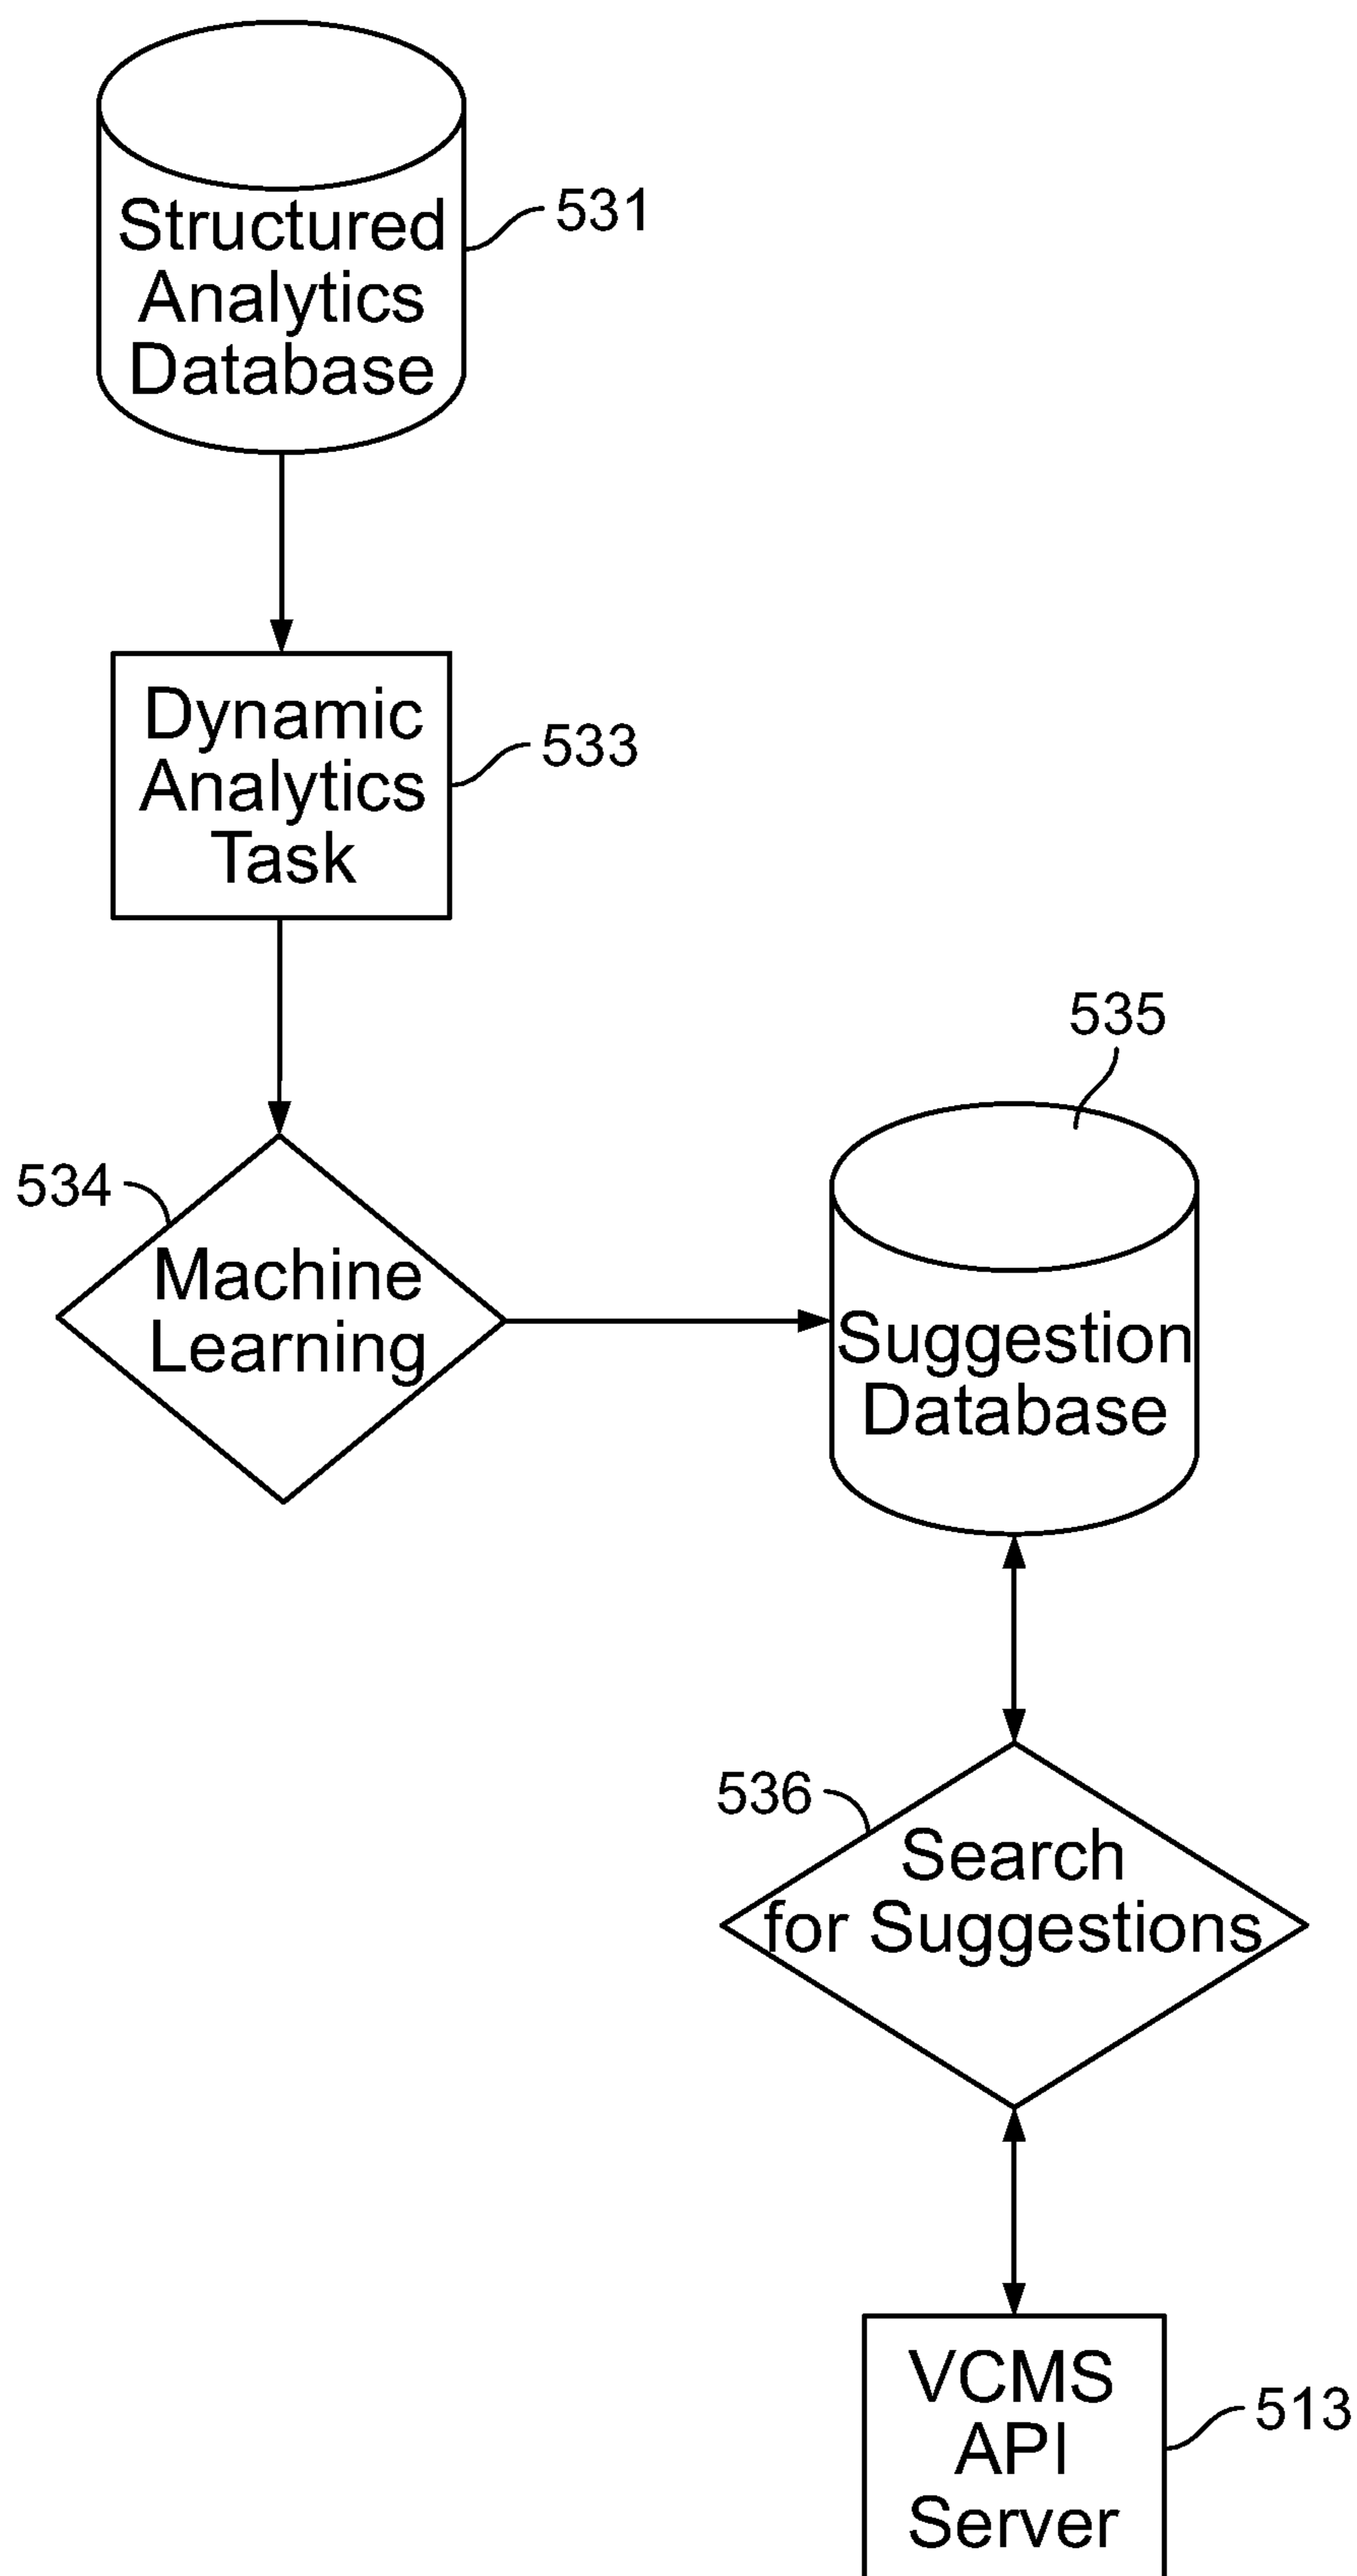 Structured
Analytics
Database
531
Dynamic
Analytics
Task
533
535
534
Machine
Learning
Suggestion
Database
536
Search
for Suggestions
VCMS
API
Server
513